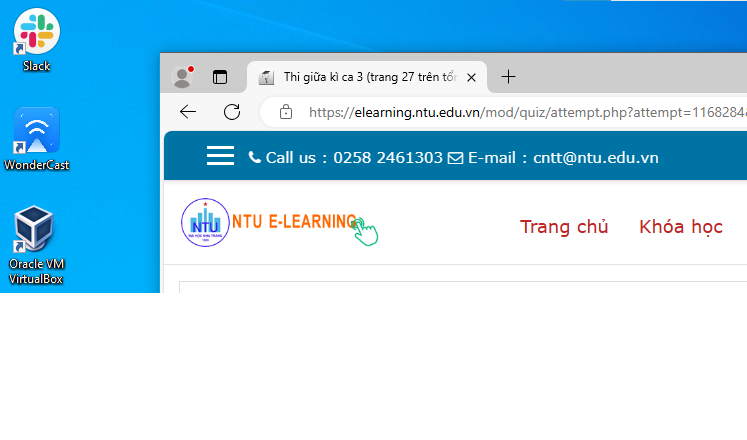 Slack
WonderCast
Oracle VM
VirtualBox
Thi giữa kì ca 3 (trang 27 trên tổn
https://elearning.ntu.edu.vn/mod/quiz/attempt.php?attempt=1168284
Call us : 0258 2461303 E-mail : cntt@ntu.edu.vn
NTU
NTU E-LEARNING
Trang chủ Khóa học